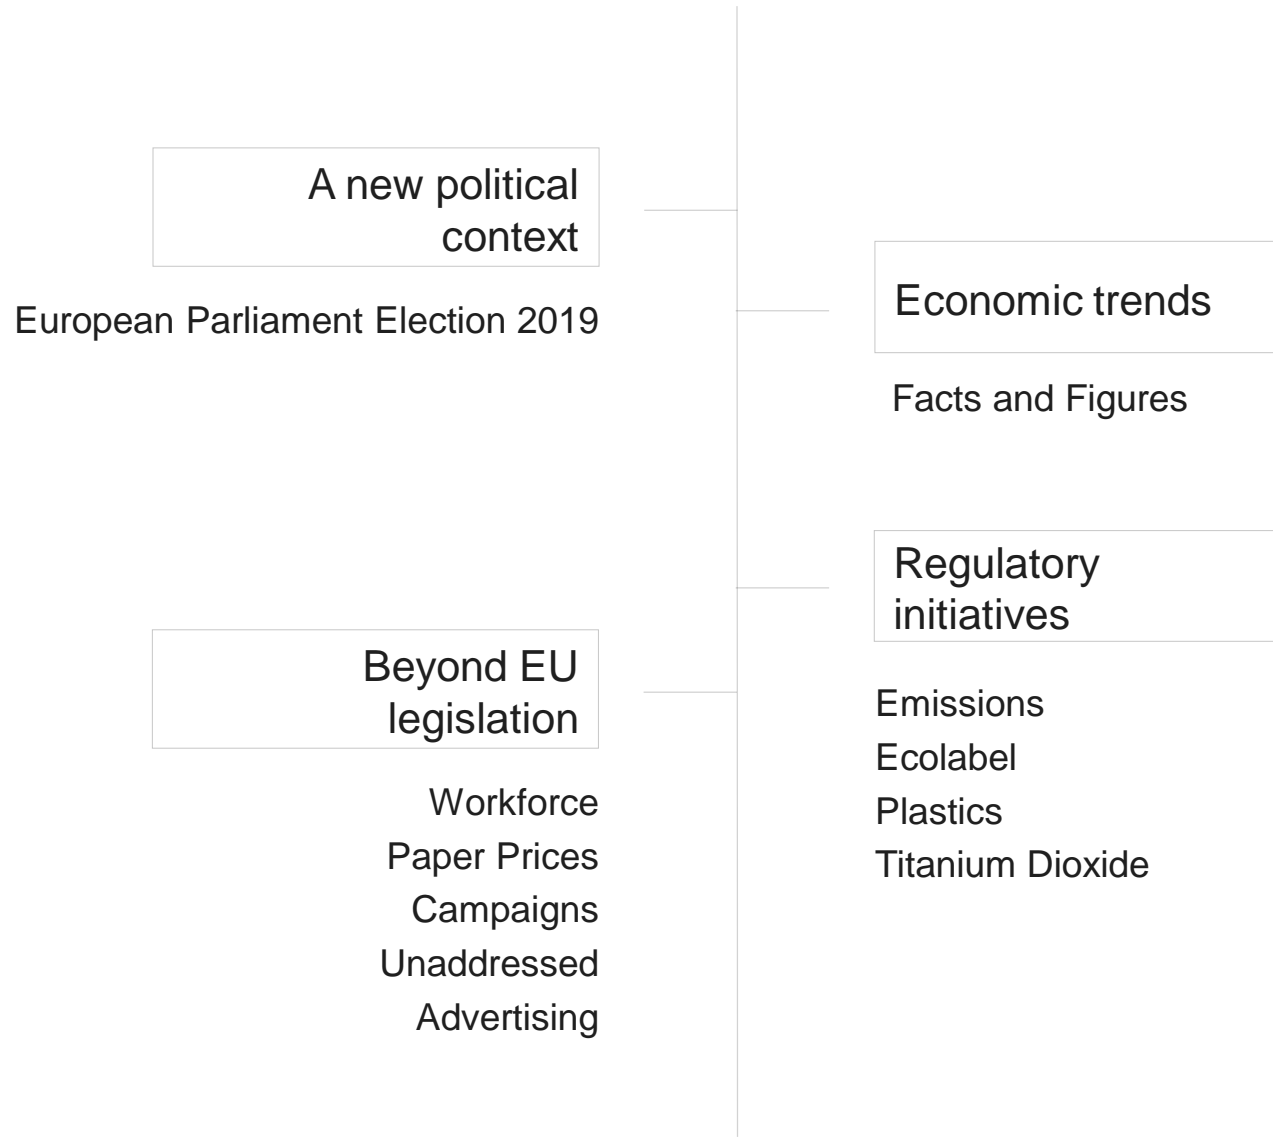 A new political
context
European Parliament Election 2019
Economic trends
Facts and Figures
Regulatory
initiatives
Emissions
Ecolabel
Plastics
Titanium Dioxide
Beyond EU
legislation
Workforce
Paper Prices
Campaigns
Unaddressed
Advertising